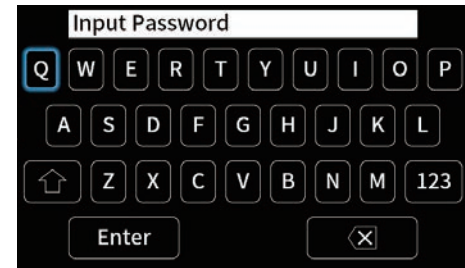 Input Password
Q W E R T Y U I O P
A S D F G H J K L
Z X C V B N M 123
Enter